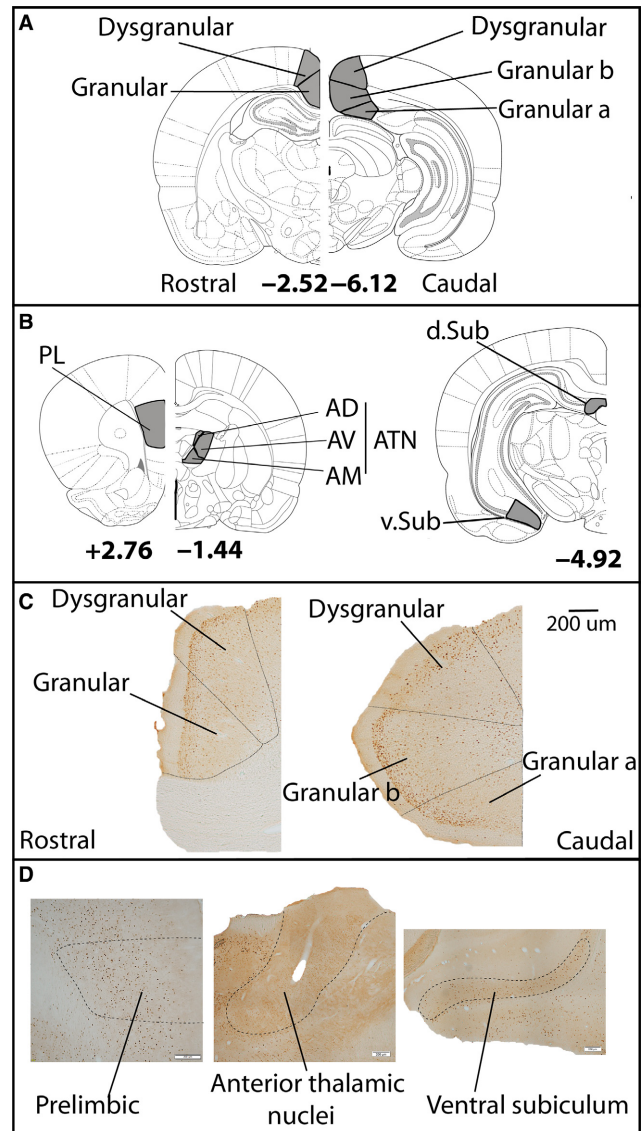 A
Dysgranular
Dysgranular
Granular
Granular b
Granular a
Rostral −2.52 −6.12 Caudal
B
PL
d.Sub
AD
AV
ATN
AM
v.Sub
+2.76 −1.44
−4.92
C
Dysgranular
Dysgranular
200 um
Granular
Granular a
Granular b
Rostral
Caudal
D
Prelimbic
Anterior thalamic
nuclei
Ventral subiculum